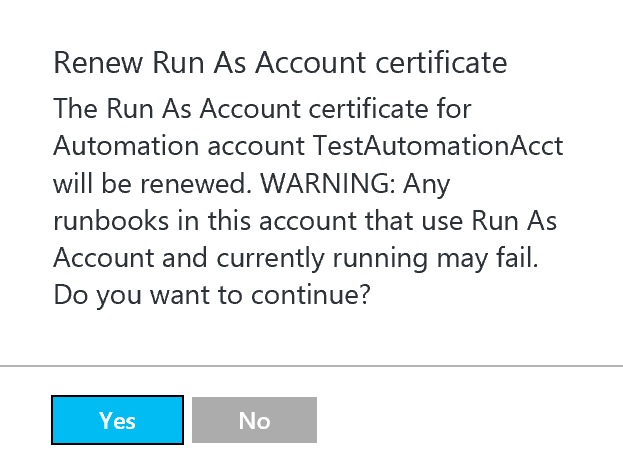 Renew Run As Account certificate
The Run As Account certificate for
Automation account TestAutomationAcct
will be renewed. WARNING: Any
runbooks in this account that use Run As
Account and currently running may fail.
Do you want to continue?
Yes No